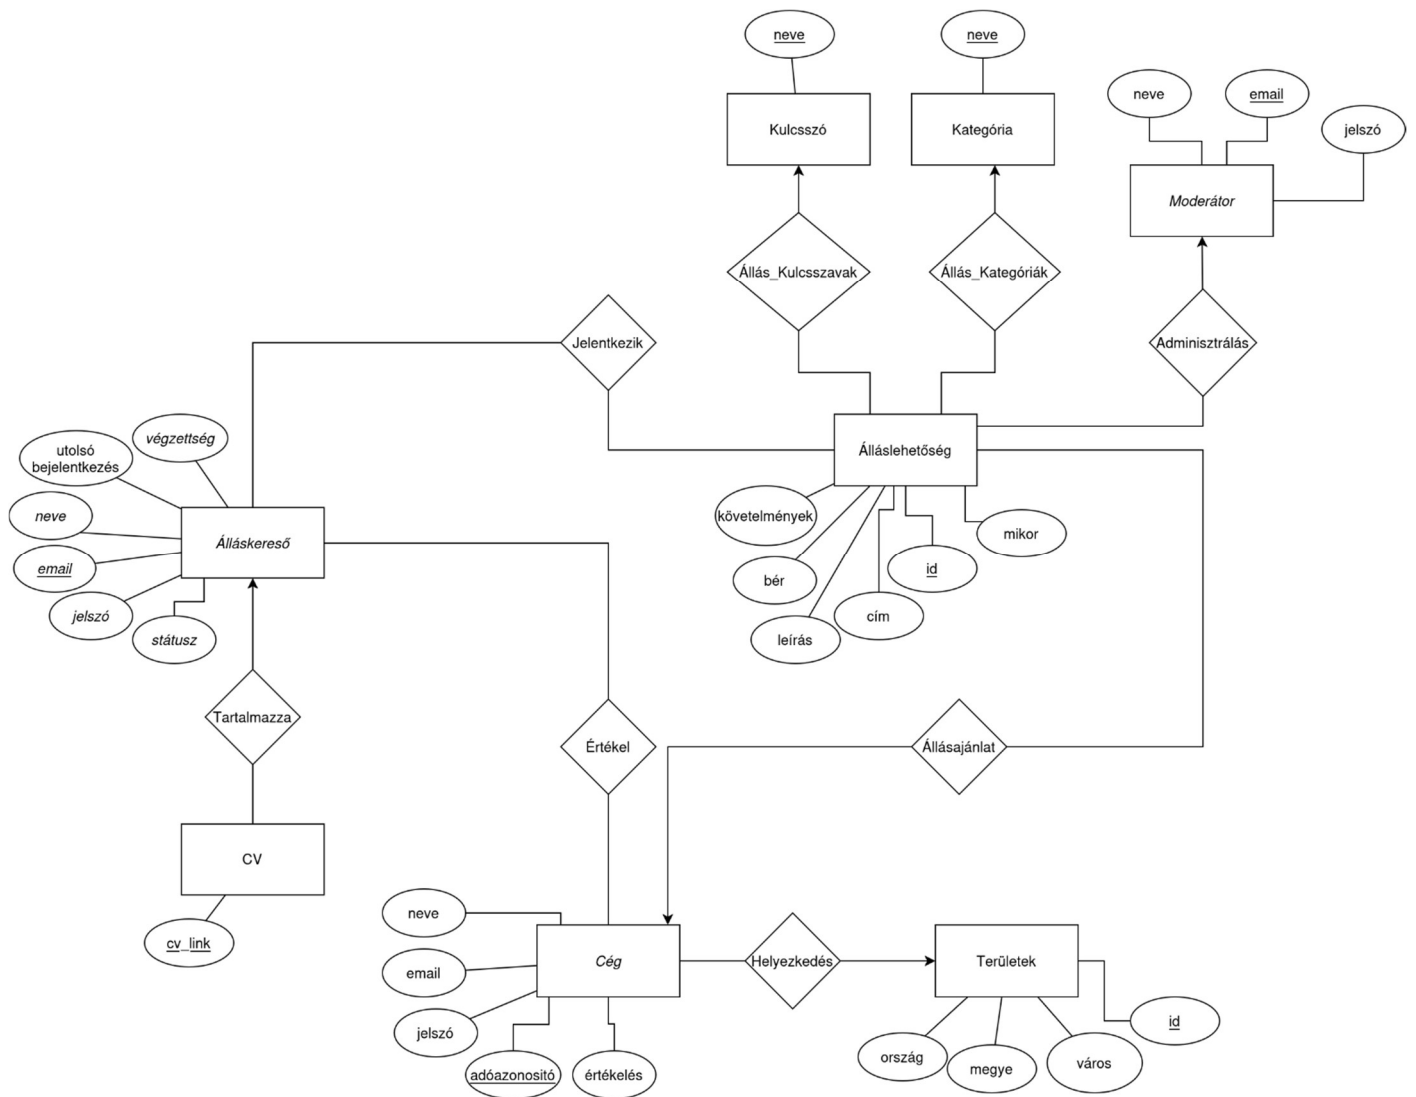 neve
neve
neve
email
jelszó
Kulcsszó
Kategória
Moderátor
Állás_Kulcsszavak
Állás_Kategóriák
Jelentkezik
Adminisztrálás
végzettség
utolsó
bejelentkezés
neve
email
jelszó
státusz
Álláskereső
Álláslehetőség
követelmények
mikor
id
bér
cím
leírás
Tartalmazza
Értékel
Állásajánlat
CV
cv_link
neve
email
jelszó
adóazonositó
értékelés
Cég
Helyezkedés
Területek
id
ország
megye
város